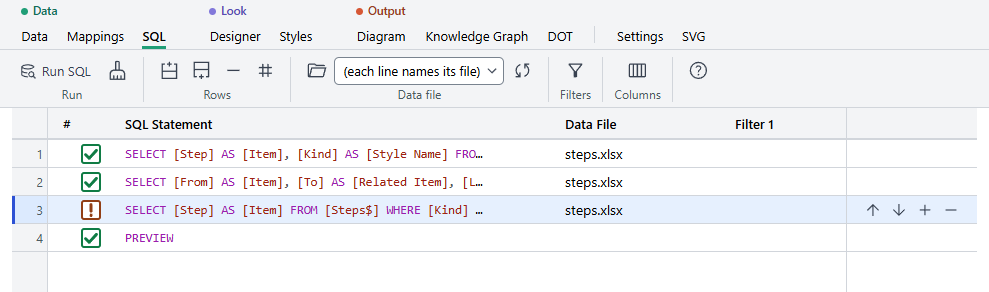 Data Look Output
Data Mappings SQL Designer Styles Diagram Knowledge Graph DOT Settings SVG
Run SQL (each line names its file)
Run Rows Data file Filters Columns
# SQL Statement Data File Filter 1
1 SELECT [Step] AS [Item], [Kind] AS [Style Name] FRO… steps.xlsx
2 SELECT [From] AS [Item], [To] AS [Related Item], [L… steps.xlsx
3 SELECT [Step] AS [Item] FROM [Steps$] WHERE [Kind] … steps.xlsx
4 PREVIEW